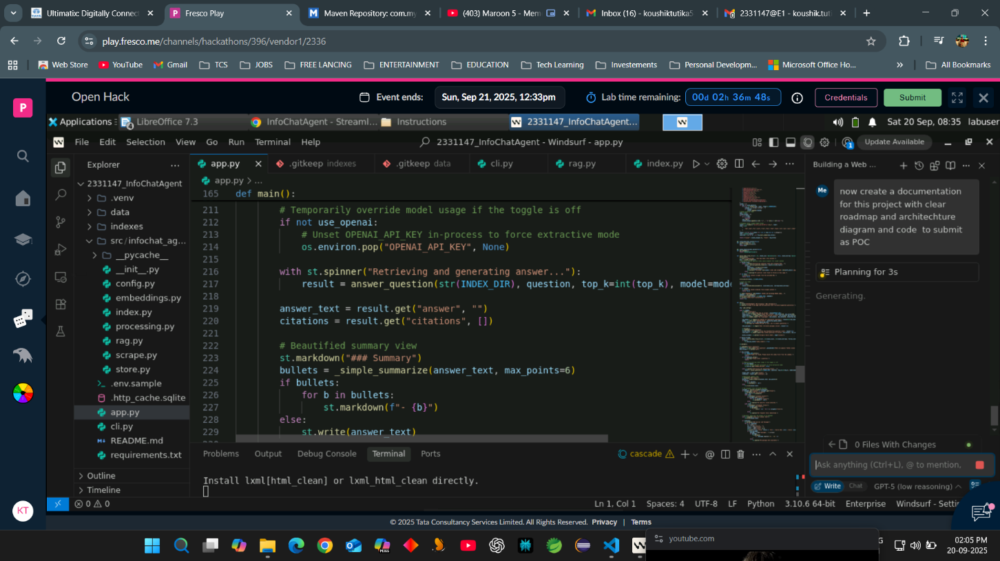 Ultimatix: Digitally Connect
Fresco Play
Maven Repository: com.my
(403) Maroon 5 - Mem
Inbox (16) - koushiktutika5
2331147@E1 - koushik.tuti
play.fresco.me/channels/hackathons/396/vendor1/2336
Web Store
YouTube
Gmail
TCS
JOBS
FREE LANCING
ENTERTAINMENT
EDUCATION
Tech Learning
Investements
Personal Developm...
Microsoft Office Ho...
All Bookmarks
P
Open Hack
Event ends:
Sun, Sep 21, 2025, 12:33pm
Lab time remaining:
00d 02h 36m 48s
Credentials
Submit
Applications
LibreOffice 7.3
InfoChatAgent - Streaml...
Instructions
2331147_InfoChatAgent...
Sat 20 Sep, 08:35
labuser
File Edit Selection View Go Run Terminal Help
2331147_InfoChatAgent - Windsurf - app.py
Update Available
Explorer
app.py
.gitkeep indexes
.gitkeep data
cli.py
rag.py
index.py
Building a Web ...
app.py > ...
2331147_InfoChatAgent
.venv
data
indexes
src/infochat_ag...
__pycache__
__init__.py
config.py
embeddings.py
index.py
processing.py
rag.py
scrape.py
store.py
.env.sample
.http_cache.sqlite
app.py
cli.py
README.md
requirements.txt
Outline
Timeline
165 def main():
211 # Temporarily override model usage if the toggle is off
212 if not use_openai:
213 # Unset OPENAI_API_KEY in-process to force extractive mode
214 os.environ.pop("OPENAI_API_KEY", None)
215
216 with st.spinner("Retrieving and generating answer..."):
217 result = answer_question(str(INDEX_DIR), question, top_k=int(top_k), model=mode
218
219 answer_text = result.get("answer", "")
220 citations = result.get("citations", [])
221
222 # Beautified summary view
223 st.markdown("### Summary")
224 bullets = _simple_summarize(answer_text, max_points=6)
225 if bullets:
226 for b in bullets:
227 st.markdown(f"- {b}")
228 else:
229 st.write(answer_text)
Me
now create a documentation
for this project with clear
roadmap and architechture
diagram and code to submit
as POC
Planning for 3s
Generating.
0 Files With Changes
Ask anything (Ctrl+L), @ to mention,
Write
Chat
GPT-5 (low reasoning)
Problems Output Debug Console Terminal Ports
cascade
Install lxml[html_clean] or lxml_html_clean directly.
0 0
Ln 1, Col 1 Spaces: 4 UTF-8 LF Python 3.10.6 64-bit Enterprise Windsurf - Settin
KT
© 2025 Tata Consultancy Services Limited. All Rights Reserved. Privacy | Terms
youtube.com
02:05 PM
20-09-2025